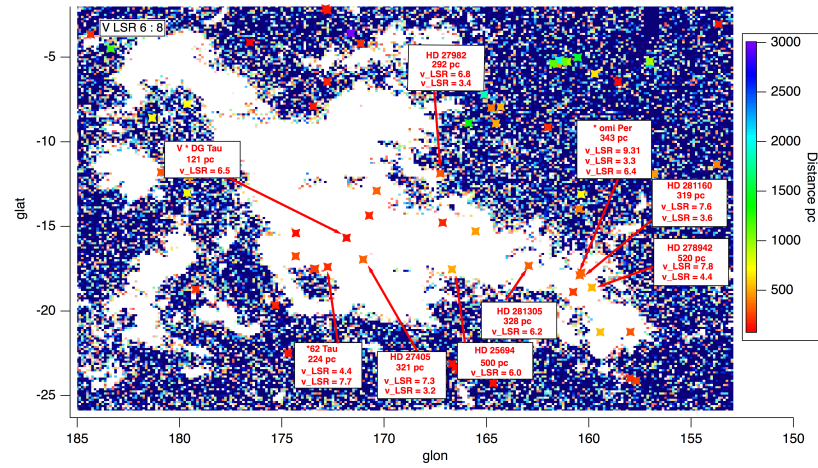 V LSR 6 : 8
HD 27982
292 pc
v_LSR = 6.8
v_LSR = 3.4
V * DG Tau
121 pc
v_LSR = 6.5
* omi Per
343 pc
v_LSR = 9.31
v_LSR = 3.3
v_LSR = 6.4
HD 281160
319 pc
v_LSR = 7.6
v_LSR = 3.6
HD 278942
520 pc
v_LSR = 7.8
v_LSR = 4.4
HD 281305
328 pc
v_LSR = 6.2
*62 Tau
224 pc
v_LSR = 4.4
v_LSR = 7.7
HD 27405
321 pc
v_LSR = 7.3
v_LSR = 3.2
HD 25694
500 pc
v_LSR = 6.0
-5
-10
-15
-20
-25
glat
185
180
175
170
165
160
155
150
glon
3000
2500
2000
1500
1000
500
Distance pc